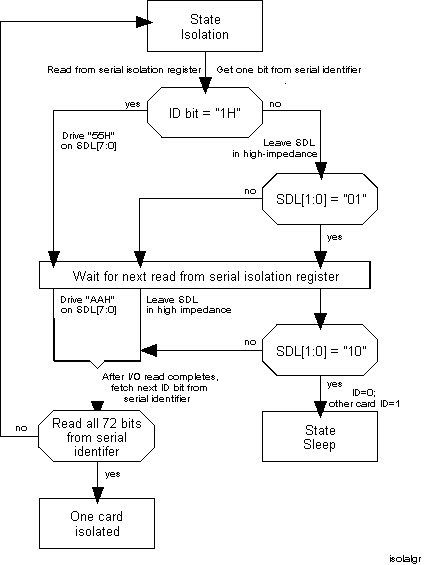 State
Isolation
Read from serial isolation register
Get one bit from serial identifier
yes
ID bit = "1H"
no
Drive "55H"
on SDL[7:0]
Leave SDL
in high-impedance
no
SDL[1:0] = "01"
yes
Wait for next read from serial isolation register
Drive "AAH"
on SDL[7:0]
Leave SDL
in high impedance
no
SDL[1:0] = "10"
After I/O read completes,
fetch next ID bit from
serial identifier
yes
ID=0;
other card ID=1
no
Read all 72 bits
from serial
identifer
State
Sleep
yes
One card
isolated
isolalgr